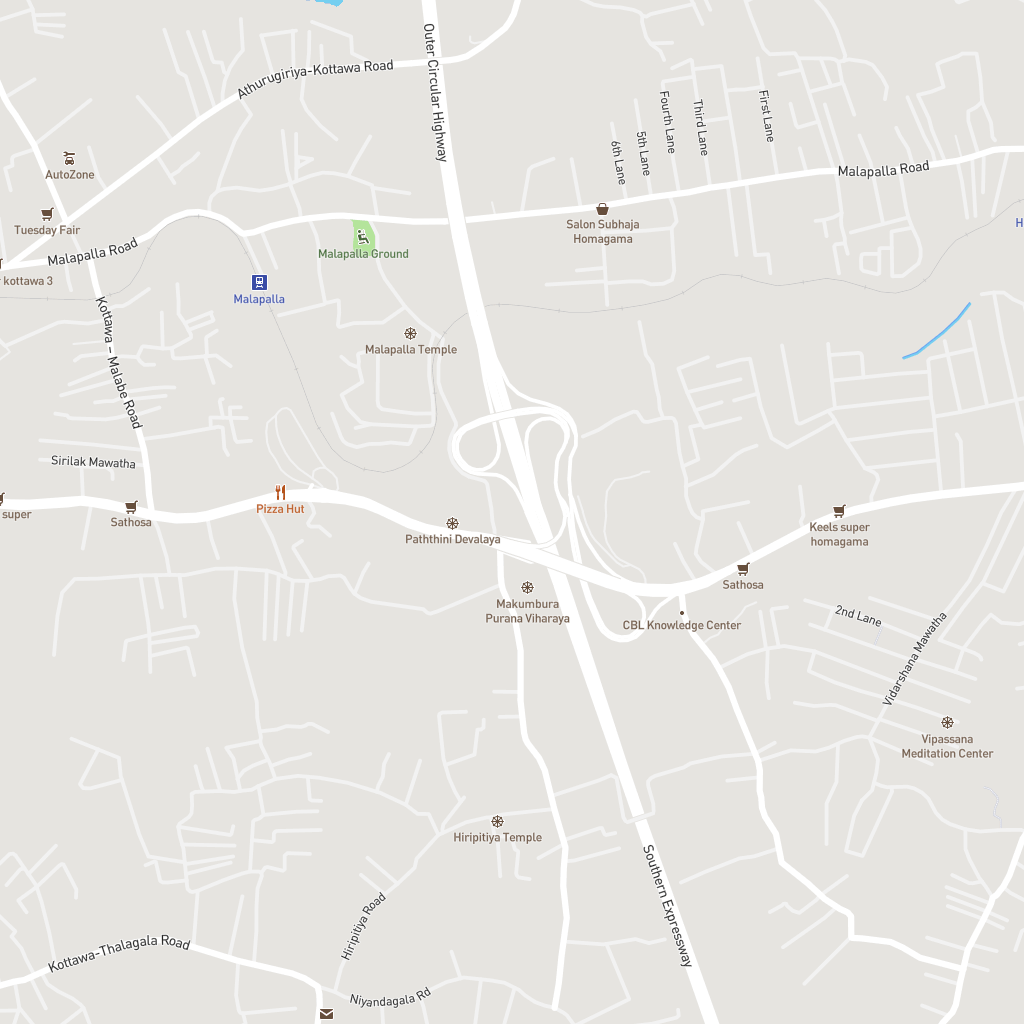 Outer Circular Highway
Athurugiriya-Kottawa Road
First Lane
Fourth Lane
Third Lane
5th Lane
6th Lane
AutoZone
Malapalla Road
Tuesday Fair
Salon Subhaja
Homagama
H
Malapalla Road
Malapalla Ground
kottawa 3
Malapalla
Kottawa – Malabe Road
Malapalla Temple
Sirilak Mawatha
super
Sathosa
Pizza Hut
Paththini Devalaya
Keels super
homagama
Sathosa
Makumbura
Purana Viharaya
CBL Knowledge Center
2nd Lane
Vidarshana Mawatha
Vipassana
Meditation Center
Hiripitiya Temple
Southern Expressway
Hiripitiya Road
Kottawa-Thalagala Road
Niyandagala Rd